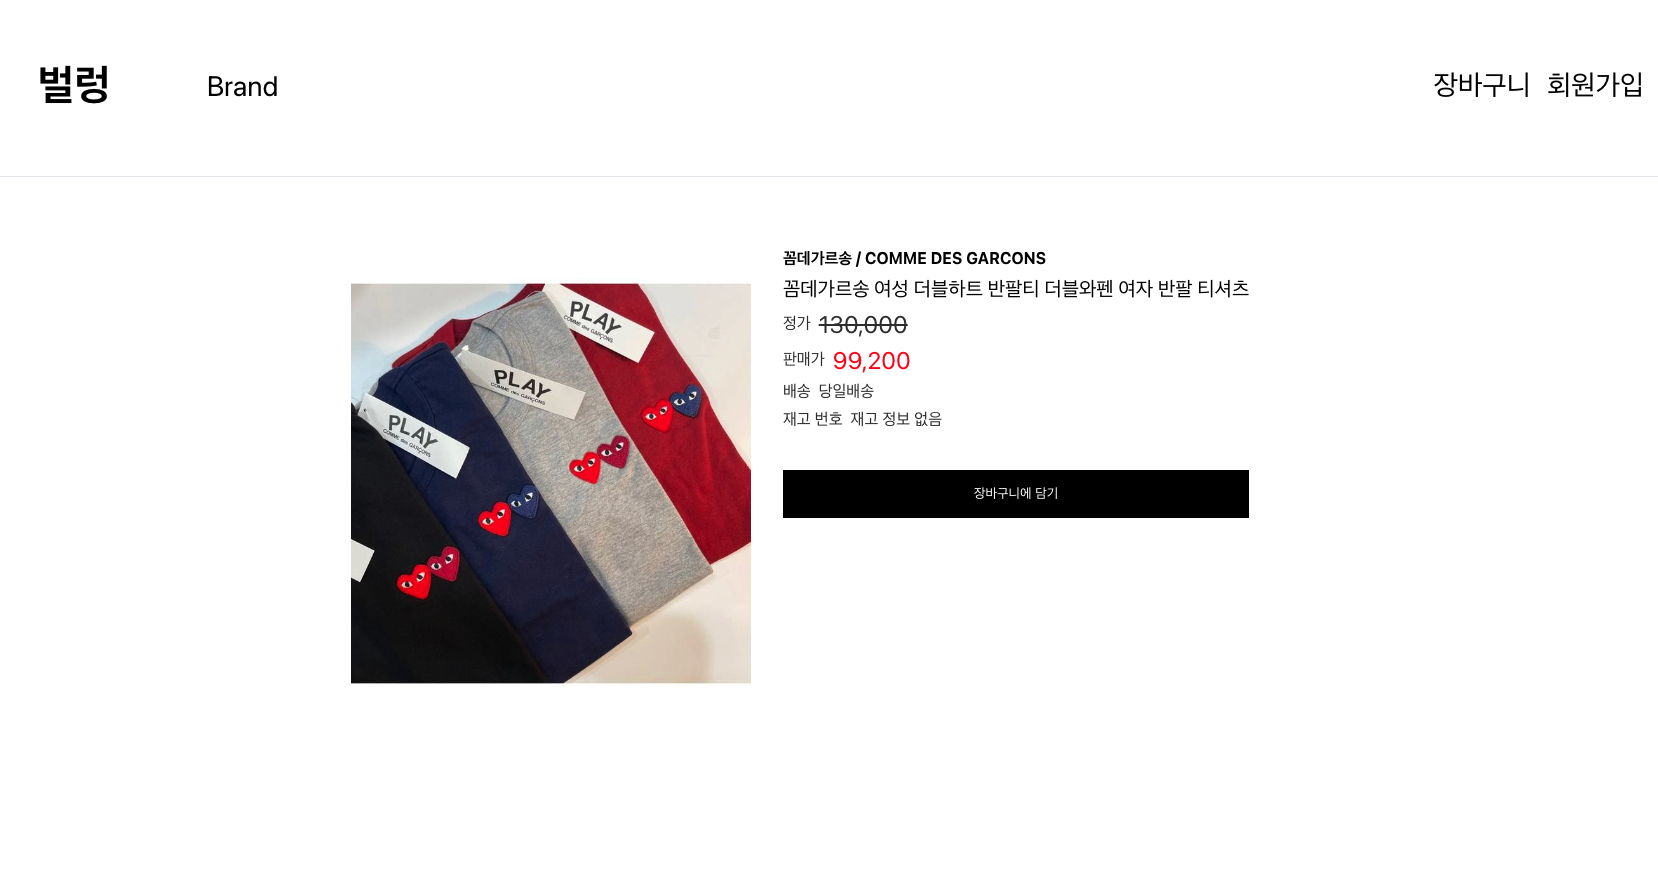 벌렁
Brand
장바구니 회원가입
꼼데가르송 / COMME DES GARCONS
꼼데가르송 여성 더블하트 반팔티 더블와펜 여자 반팔 티셔츠
정가 130,000
판매가 99,200
배송 당일배송
재고 번호 재고 정보 없음
장바구니에 담기
PLAY
COMME des GARÇONS
PLAY
COMME des GARÇONS
PLAY
COMME des GARÇONS